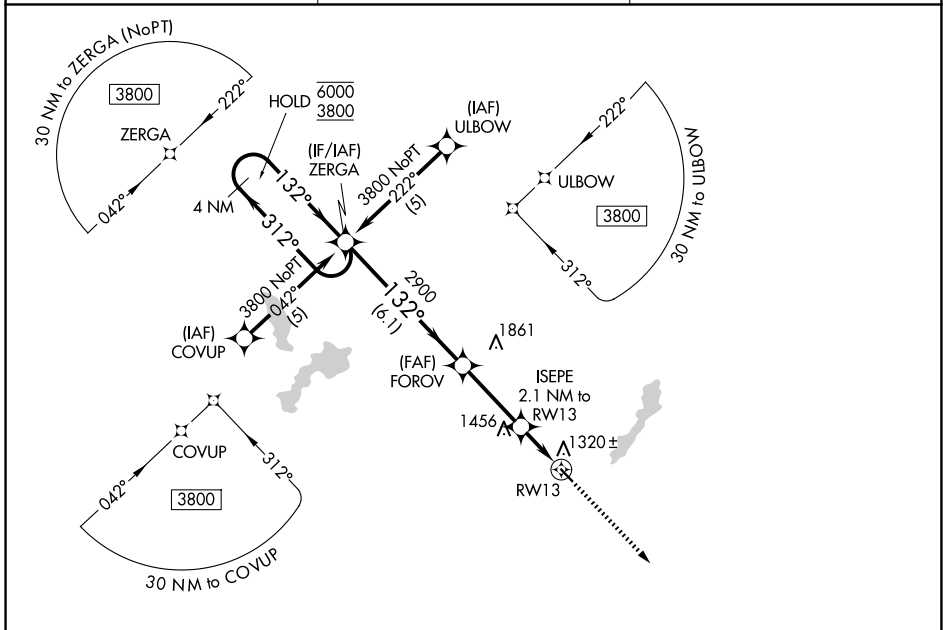 30 NM to ZERGA (NoPT)
3800
222°
ZERGA
042°
HOLD
6000
3800
(IF/IAF)
ZERGA
132°
4 NM
312°
(IAF)
ULBOW
3800 NoPT
222°
(5)
222°
ULBOW
3800
312°
30 NM to ULBOW
3800 NoPT
042°
(5)
(IAF)
COVUP
2900
132°
(6.1)
1861
(FAF)
FOROV
ISEPE
2.1 NM to
RW13
1456
1320 ±
RW13
COVUP
042°
312°
3800
30 NM to COVUP